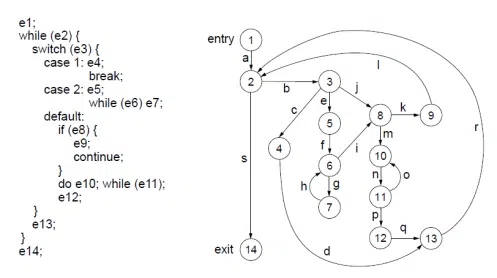 e1;
while (e2) {
switch (e3) {
case 1: e4;
break;
case 2: e5;
while (e6) e7;
default:
if (e8) {
e9;
continue;
}
do e10; while (e11);
e12;
}
e13;
}
e14;
entry 1
a
l
2 b 3 j
c e 8 k 9
r
5 m
4 10
s f i
n o
6
h g 11
7 p
12 q 13
exit 14 d